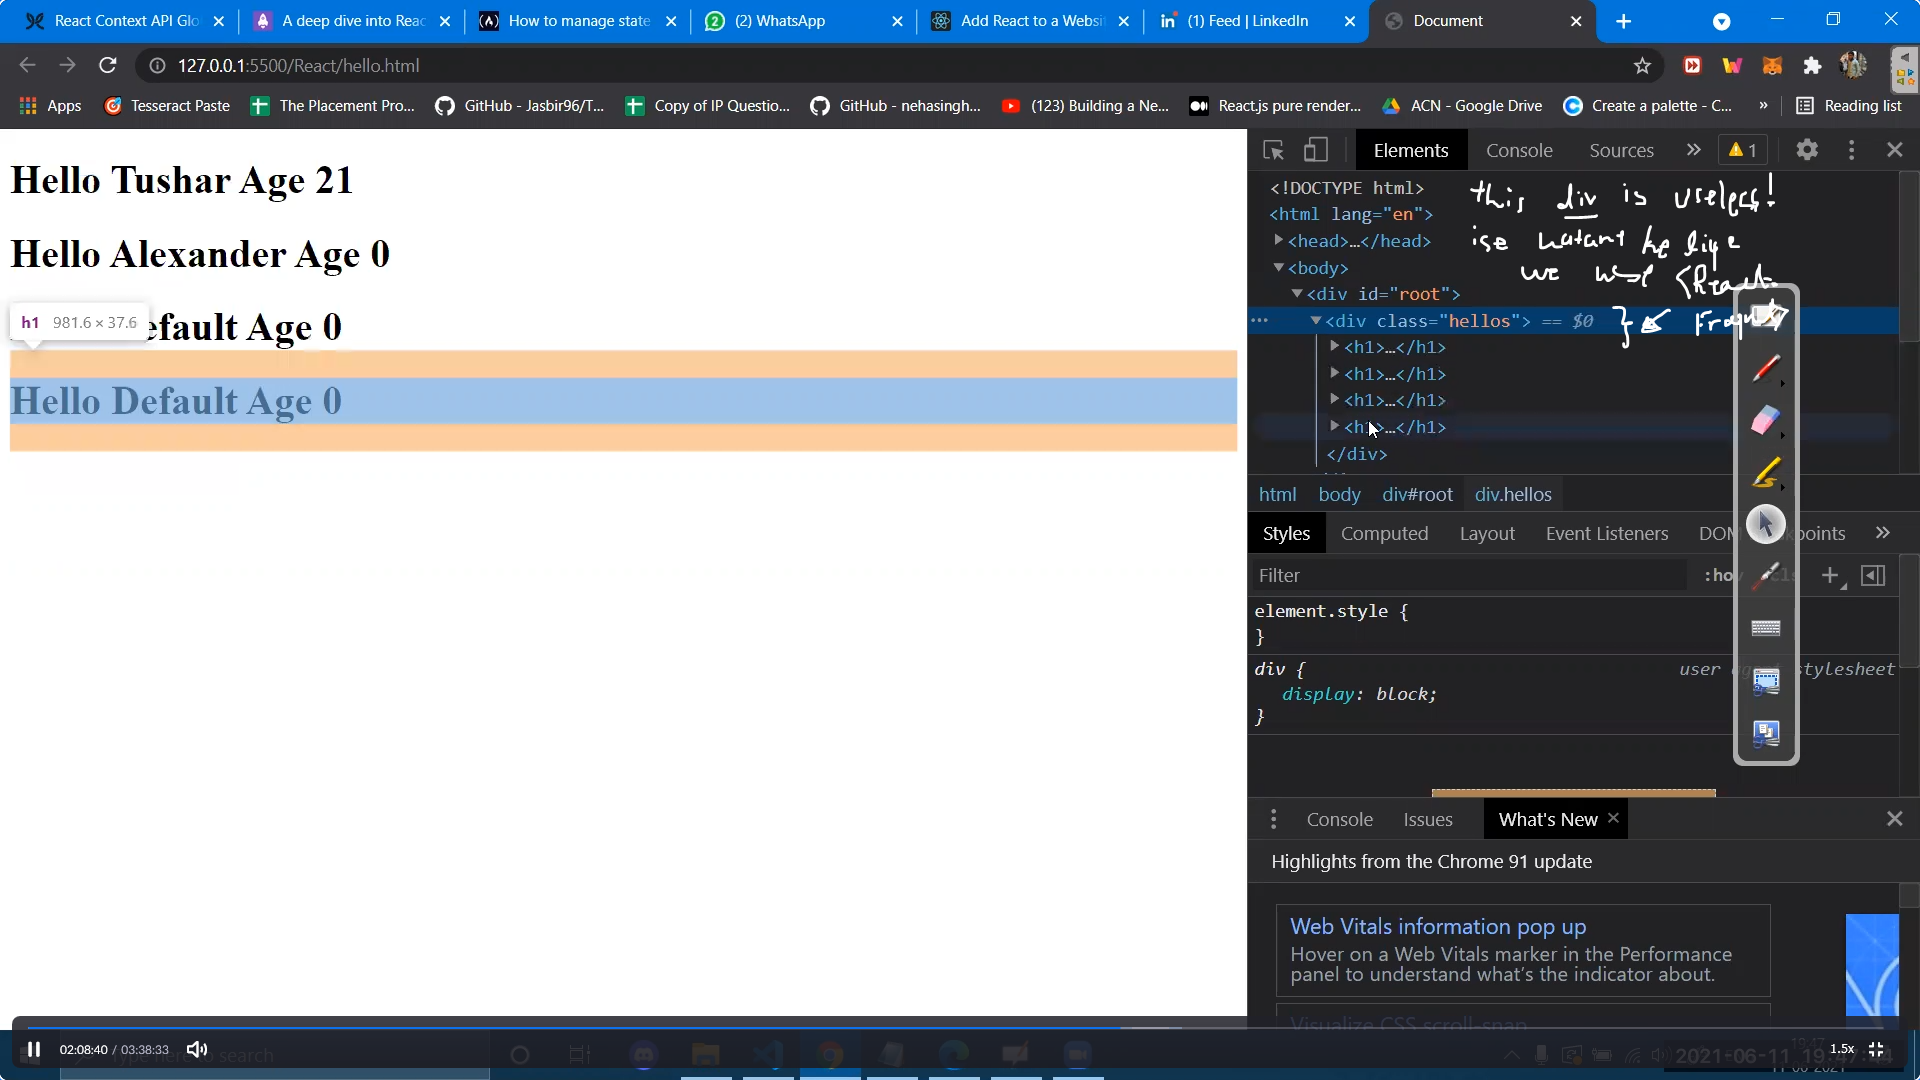 React Context API Glo
A deep dive into Reac
How to manage state
(2) WhatsApp
Add React to a Websi
(1) Feed | LinkedIn
Document
127.0.0.1:5500/React/hello.html
Apps
Tesseract Paste
The Placement Pro...
GitHub - Jasbir96/T...
Copy of IP Questio...
GitHub - nehasingh...
(123) Building a Ne...
React.js pure render...
ACN - Google Drive
Create a palette - C...
»
Reading list
Hello Tushar Age 21
Hello Alexander Age 0
h1 981.6 × 37.6
efault Age 0
Hello Default Age 0
Elements Console Sources » 1
<!DOCTYPE html>
<html lang="en">
<head>…</head>
<body>
<div id="root">
<div class="hellos"> == $0
<h1>…</h1>
<h1>…</h1>
<h1>…</h1>
<h1>…</h1>
</div>
this div is useless!
ise hatane ke liye
we use <React.
} Fragment
html body div#root div.hellos
Styles Computed Layout Event Listeners DOM points »
Filter :hov cls
element.style {
}
div { user agent stylesheet
display: block;
}
Console Issues What's New
Highlights from the Chrome 91 update
Web Vitals information pop up
Hover on a Web Vitals marker in the Performance
panel to understand what's the indicator about.
Visualize CSS scroll-snap
02:08:40 / 03:38:33
Type here to search
1.5x